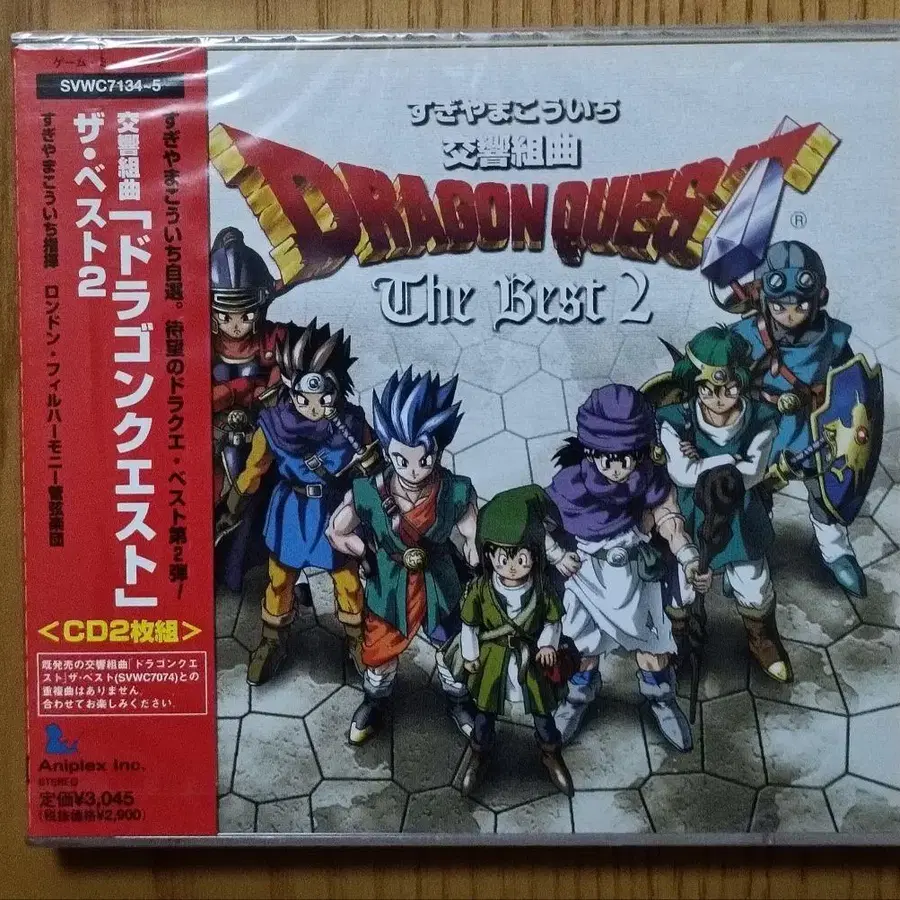 SVWC7134~5
すぎやまこういち自選。待望のドラクエ・ベスト第2弾!
交響組曲「ドラゴンクエスト」
ザ・ベスト2
すぎやまこういち指揮 ロンドン・フィルハーモニー管弦楽団
<CD2枚組>
既発売の交響組曲「ドラゴンクエ
スト」ザ・ベスト(SVWC7074)との
重複曲はありません。
合わせてお楽しみください。
Aniplex Inc.
STEREO
定価¥3,045
(税抜価格¥2,900)
すぎやまこういち
交響組曲
DRAGON QUEST
®
The Best 2